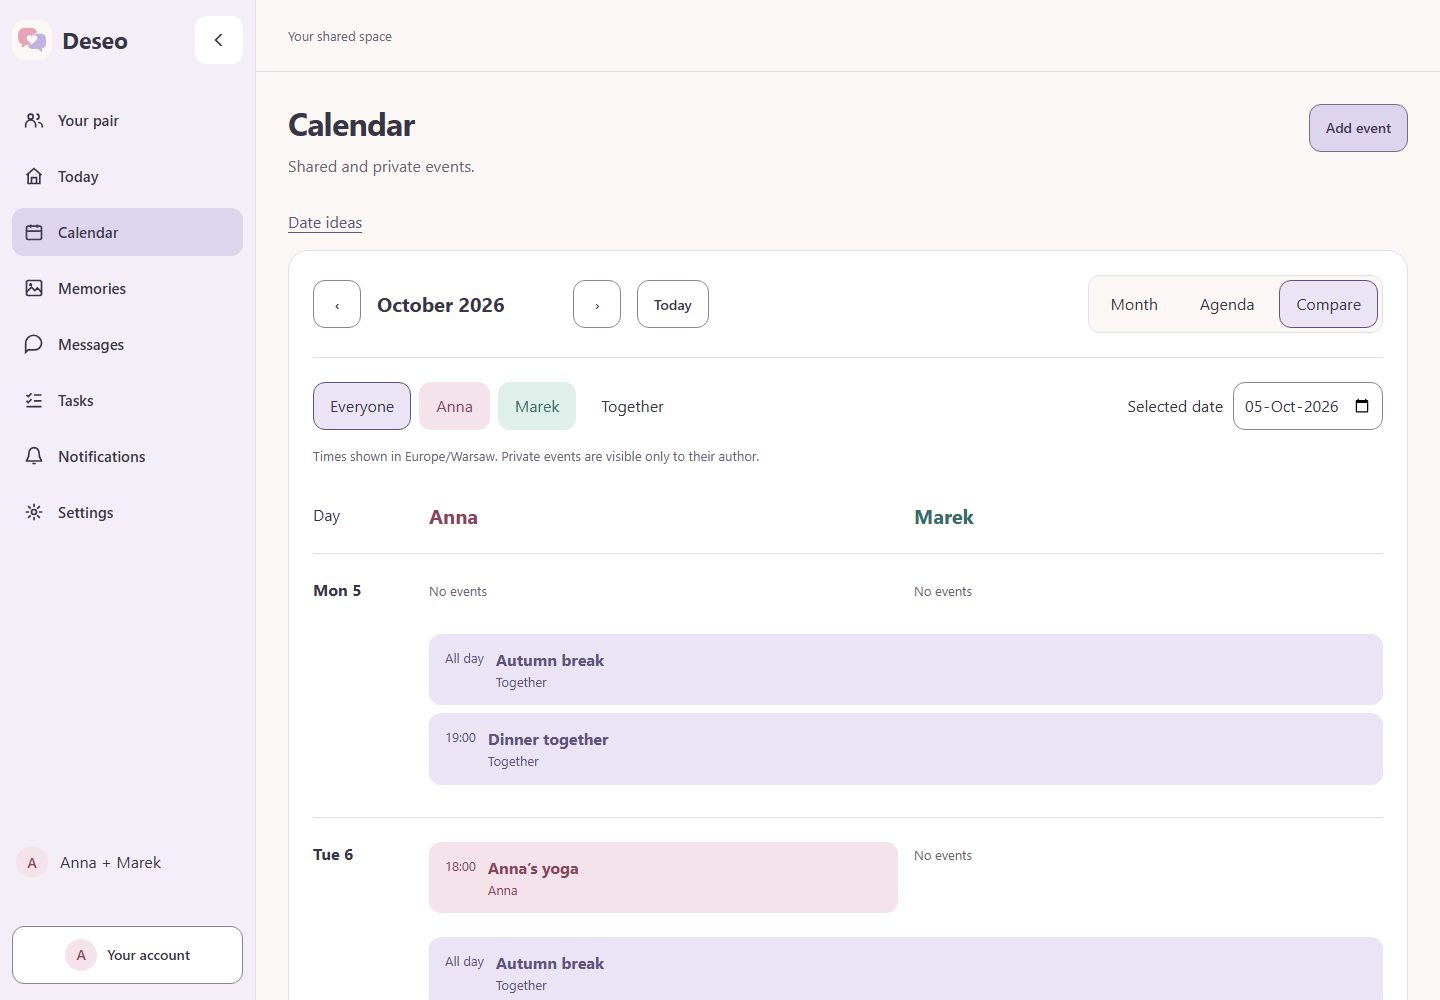 Deseo
Your pair
Today
Calendar
Memories
Messages
Tasks
Notifications
Settings
A Anna + Marek
A Your account
Your shared space
Calendar
Shared and private events.
Add event
Date ideas
‹ October 2026 › Today
Month Agenda Compare
Everyone Anna Marek Together
Selected date 05-Oct-2026
Times shown in Europe/Warsaw. Private events are visible only to their author.
Day Anna Marek
Mon 5 No events No events
All day Autumn break
Together
19:00 Dinner together
Together
Tue 6 18:00 Anna's yoga No events
Anna
All day Autumn break
Together